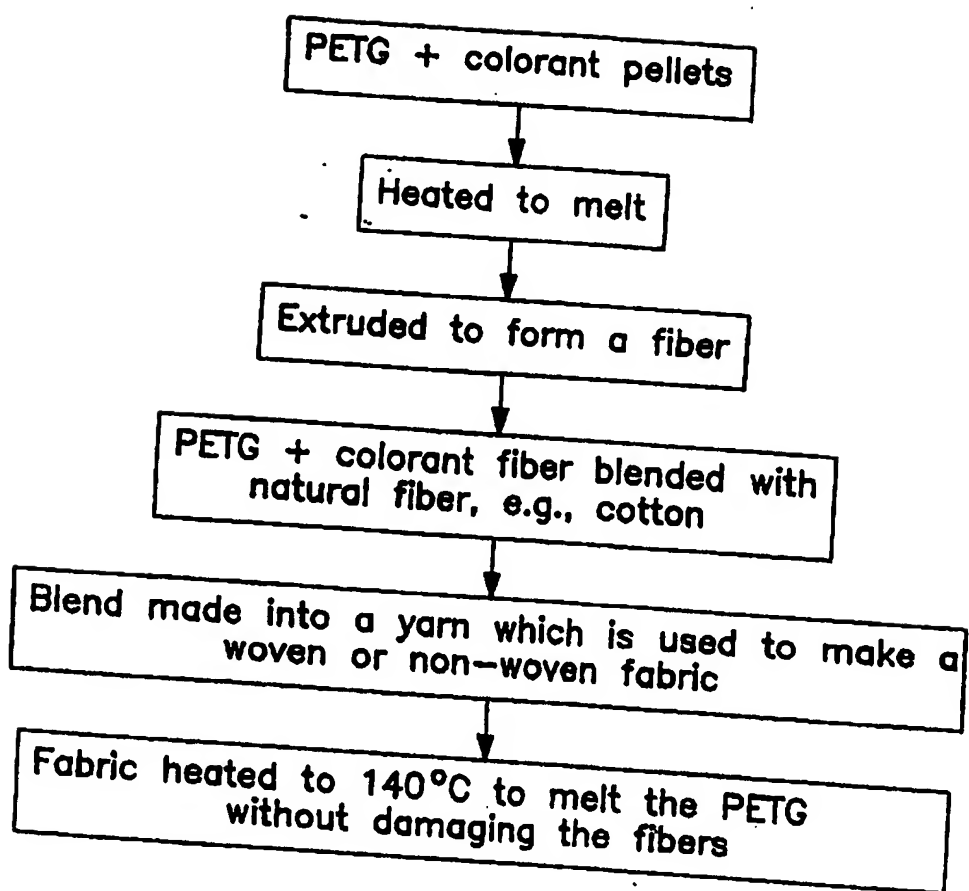 PETG + colorant pellets
Heated to melt
Extruded to form a fiber
PETG + colorant fiber blended with
natural fiber, e.g., cotton
Blend made into a yarn which is used to make a
woven or non-woven fabric
Fabric heated to 140°C to melt the PETG
without damaging the fibers